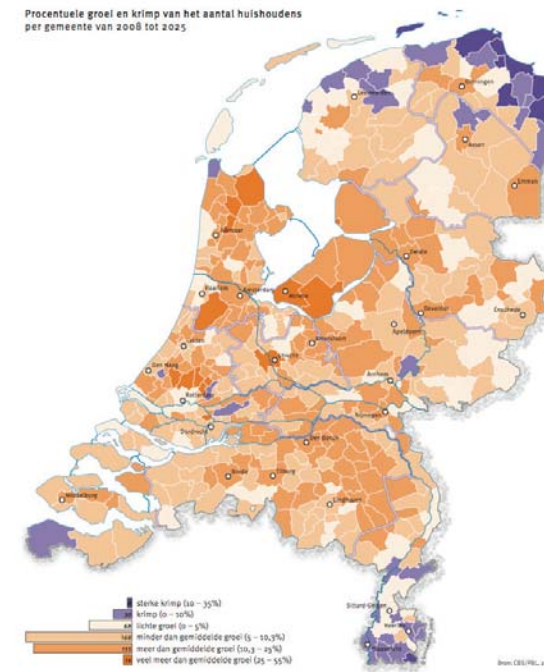 Procentuele groei en krimp van het aantal huishoudens
per gemeente van 2008 tot 2025
Leeuwarden
Groningen
Assen
Emmen
Alkmaar
Zwolle
Haarlem
Amsterdam
Almere
Deventer
Enschede
Apeldoorn
Leiden
Amersfoort
Utrecht
Den Haag
Arnhem
Rotterdam
Nijmegen
Dordrecht
Den Bosch
Breda
Tilburg
Middelburg
Eindhoven
sterke krimp (10 – 35%)
krimp (0 – 10%)
lichte groei (0 – 5%)
minder dan gemiddelde groei (5 – 10,3%)
meer dan gemiddelde groei (10,3 – 25%)
veel meer dan gemiddelde groei (25 – 55%)
Sittard-Geleen
Heerlen
Maastricht
Bron: CBS/PBL,